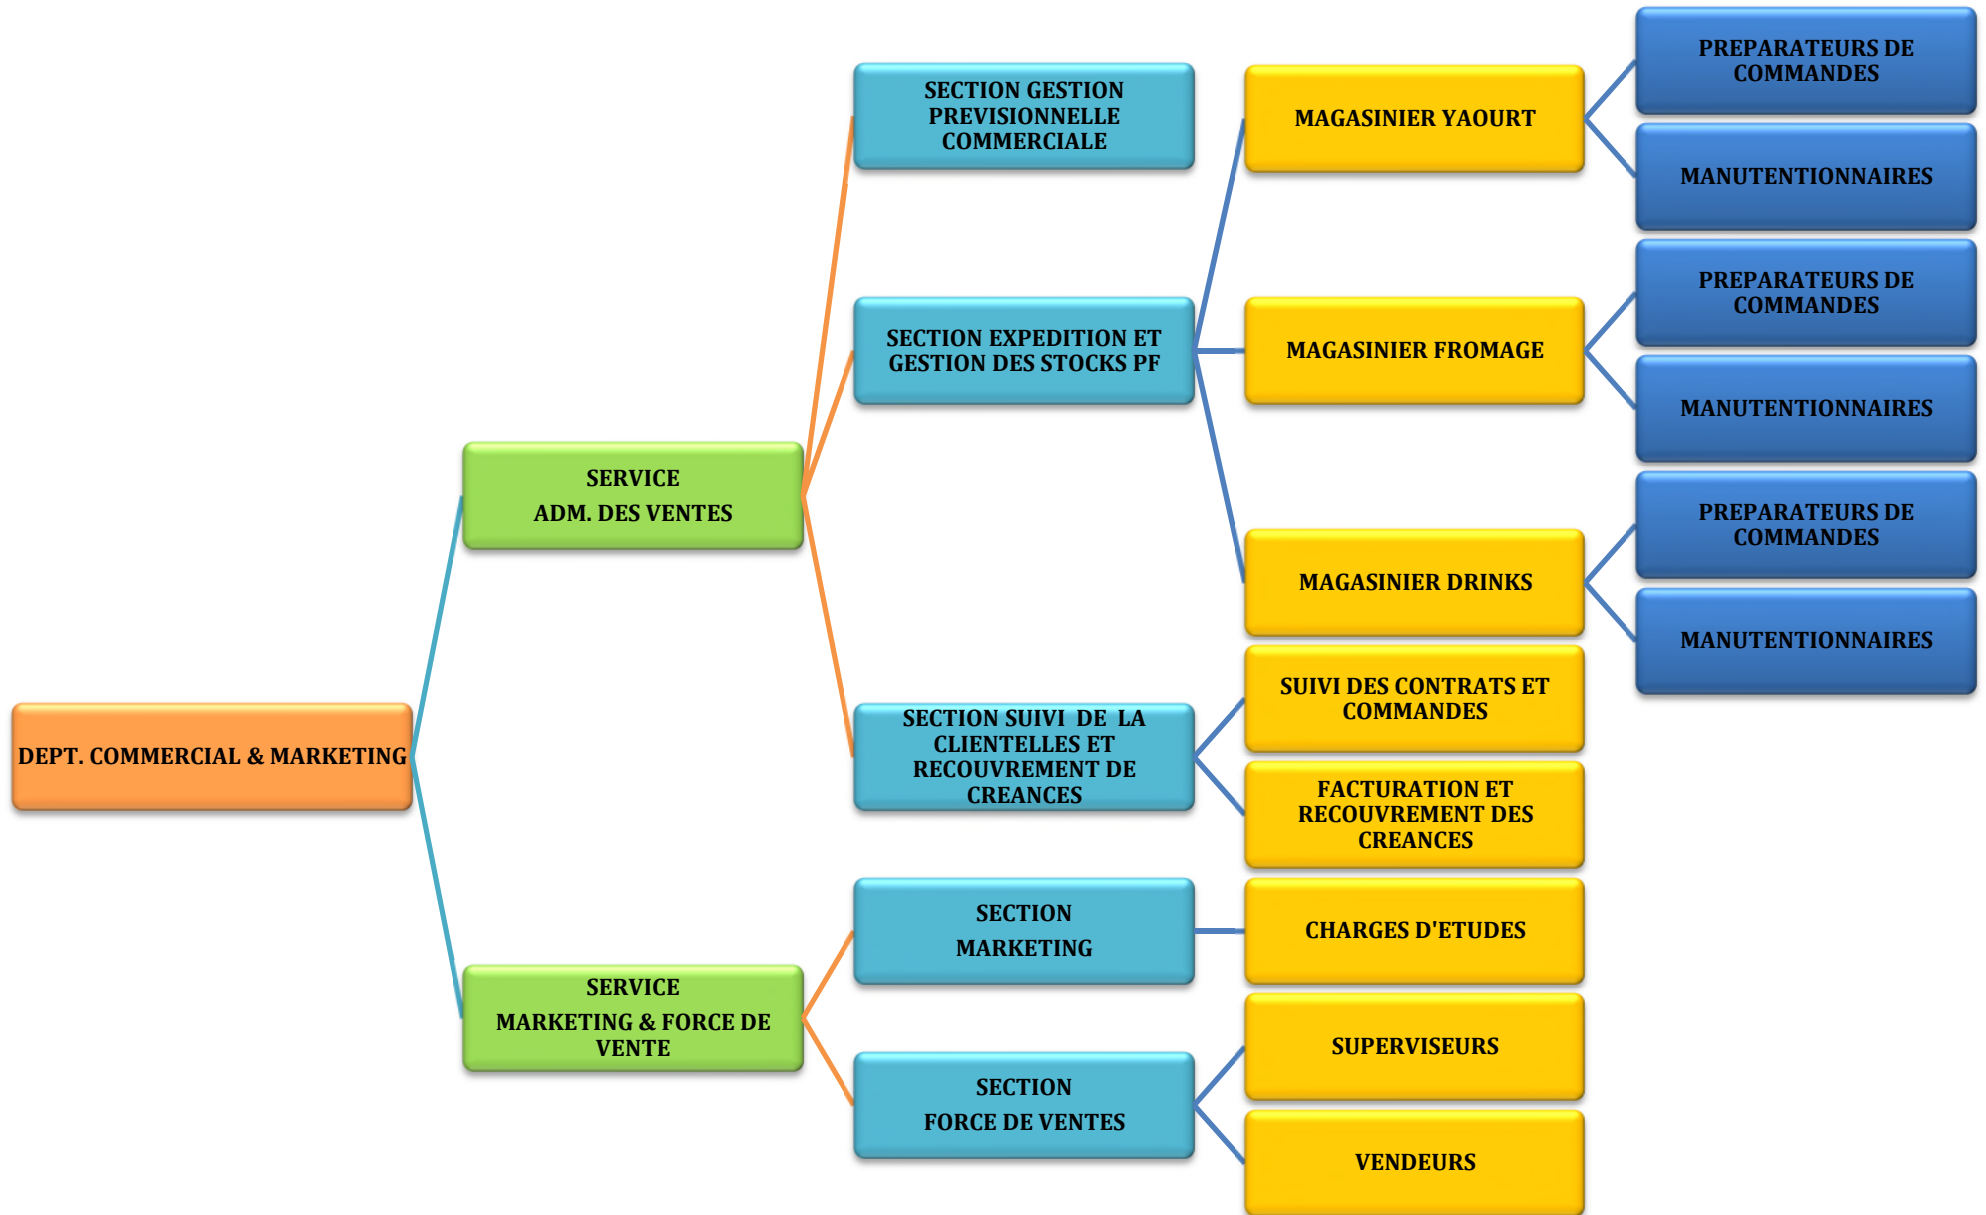 DEPT. COMMERCIAL & MARKETING
SERVICE
ADM. DES VENTES
SECTION GESTION
PREVISIONNELLE
COMMERCIALE
SECTION EXPEDITION ET
GESTION DES STOCKS PF
MAGASINIER YAOURT
PREPARATEURS DE
COMMANDES
MANUTENTIONNAIRES
MAGASINIER FROMAGE
PREPARATEURS DE
COMMANDES
MANUTENTIONNAIRES
MAGASINIER DRINKS
PREPARATEURS DE
COMMANDES
MANUTENTIONNAIRES
SECTION SUIVI DE LA
CLIENTELLES ET
RECOUVREMENT DE
CREANCES
SUIVI DES CONTRATS ET
COMMANDES
FACTURATION ET
RECOUVREMENT DES
CREANCES
SERVICE
MARKETING & FORCE DE
VENTE
SECTION
MARKETING
CHARGES D'ETUDES
SECTION
FORCE DE VENTES
SUPERVISEURS
VENDEURS